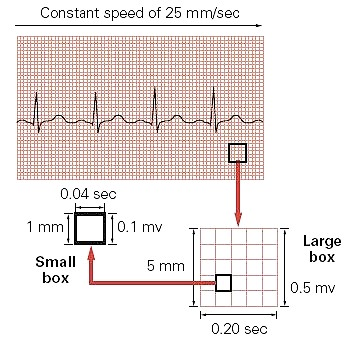 Constant speed of 25 mm/sec
0.04 sec
1 mm
0.1 mv
Small
box
5 mm
Large
box
0.5 mv
0.20 sec